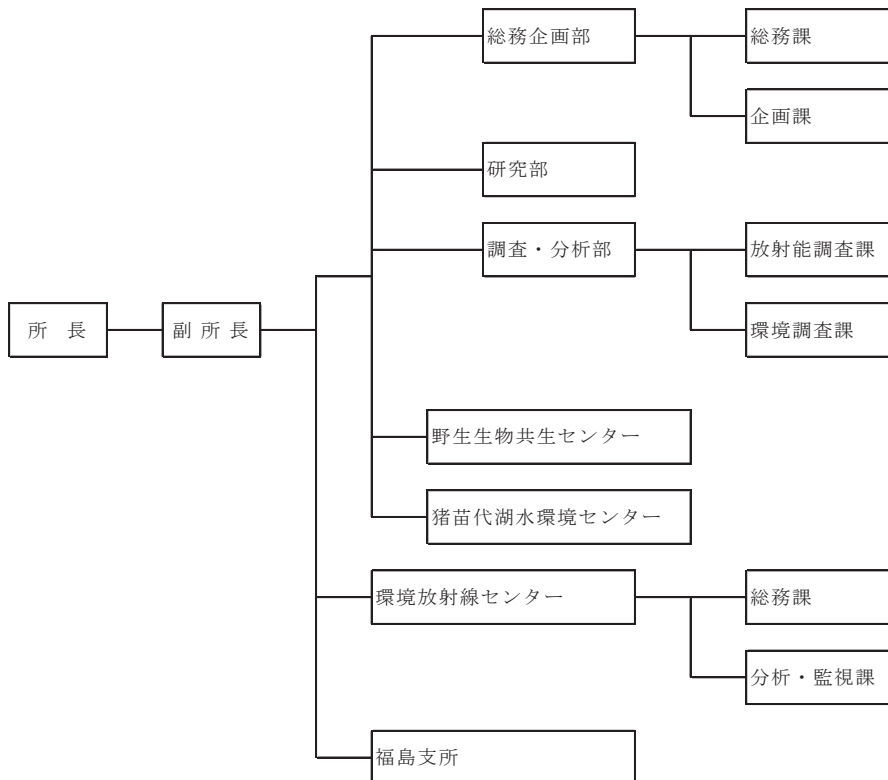 総務企画部
総務課
企画課
研究部
調査・分析部
放射能調査課
所　長
副 所 長
環境調査課
野生生物共生センター
猪苗代湖水環境センター
環境放射線センター
総務課
分析・監視課
福島支所